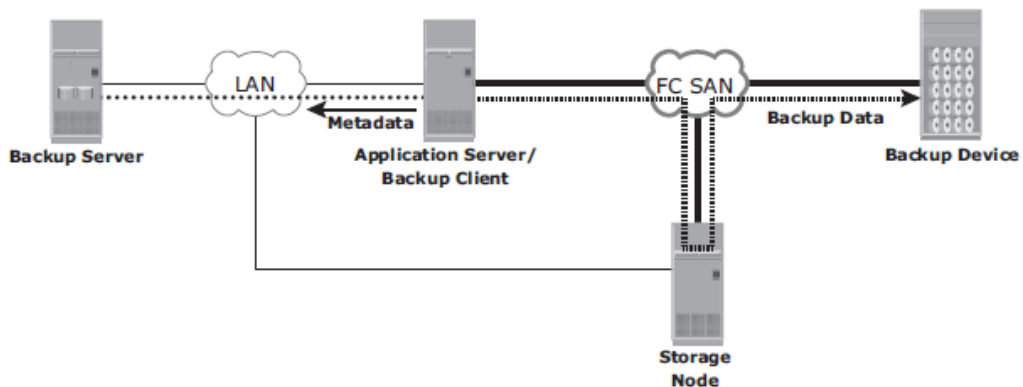 LAN
FC SAN
Metadata
Backup Data
Backup Server
Application Server/
Backup Client
Backup Device
Storage
Node